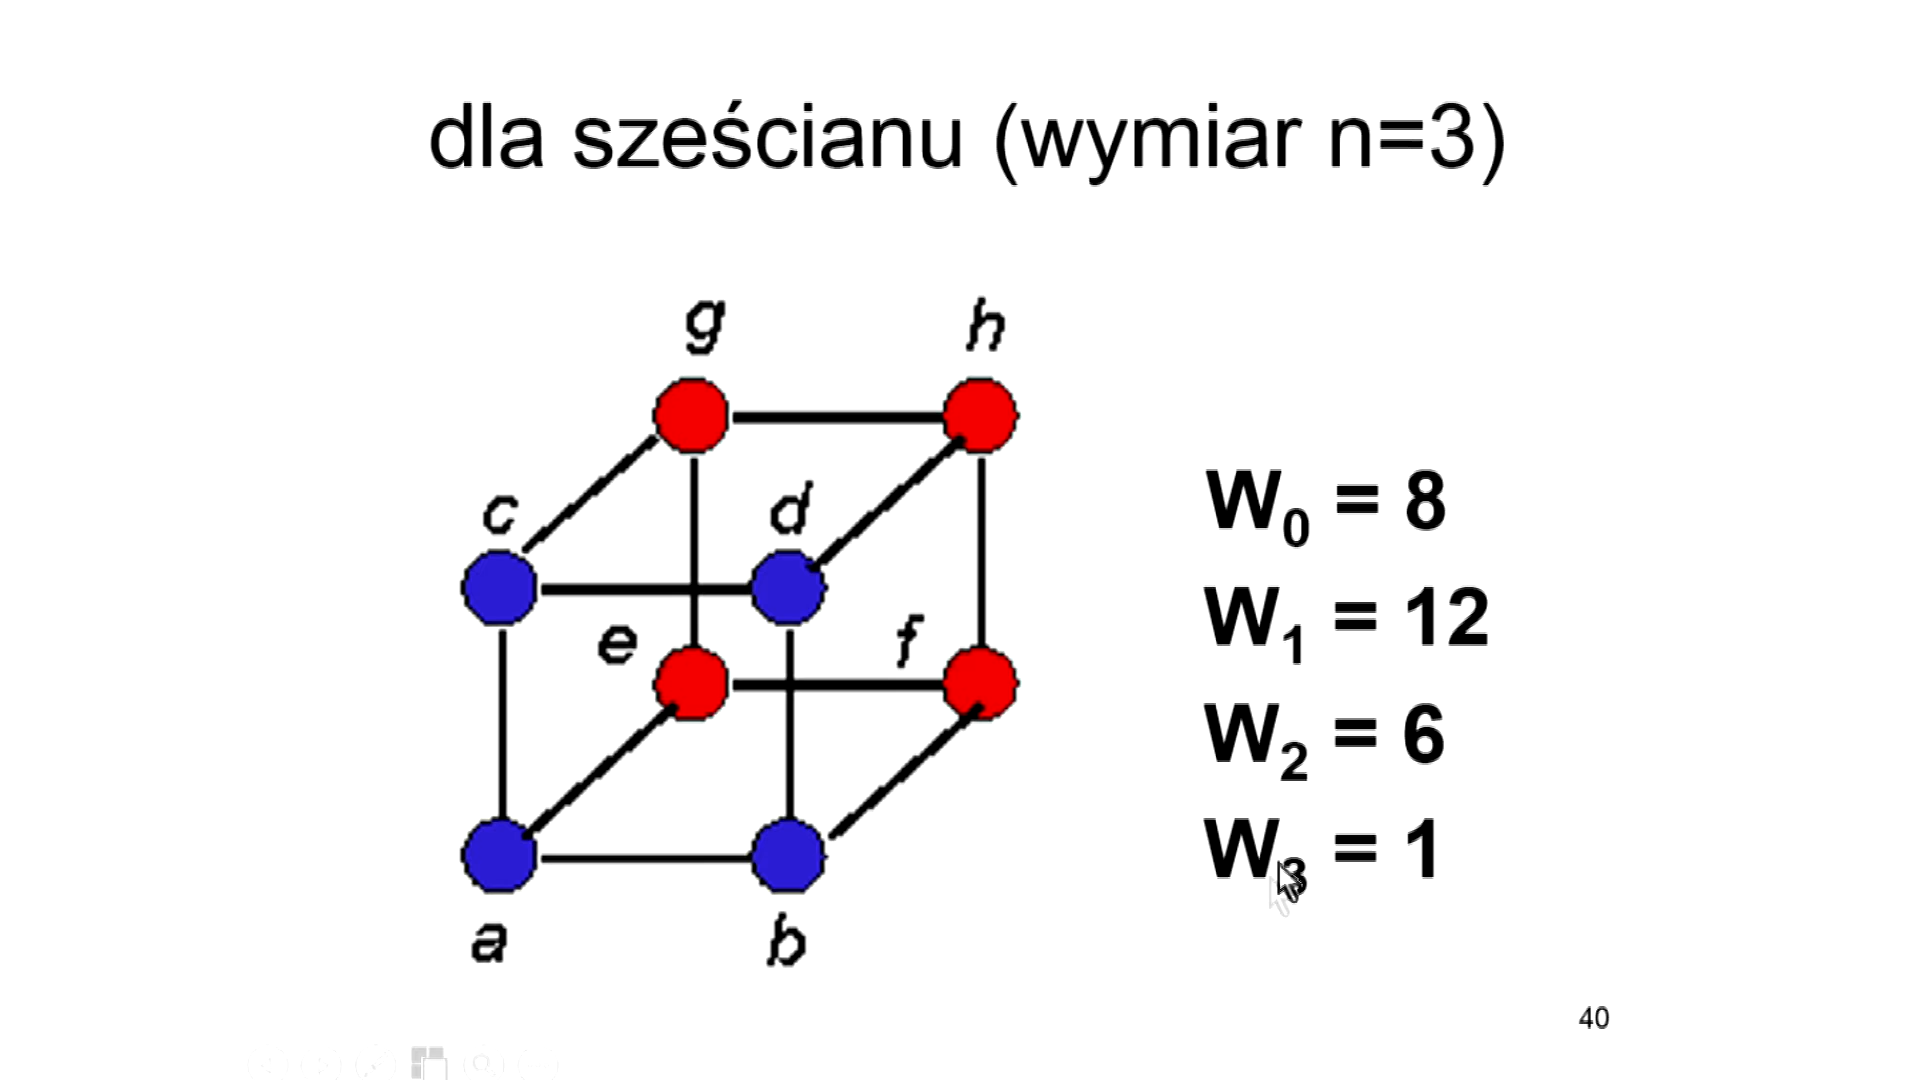 dla sześcianu (wymiar n=3)
g h
c d
e f
a b
W₀ = 8
W₁ = 12
W₂ = 6
W₃ = 1
40